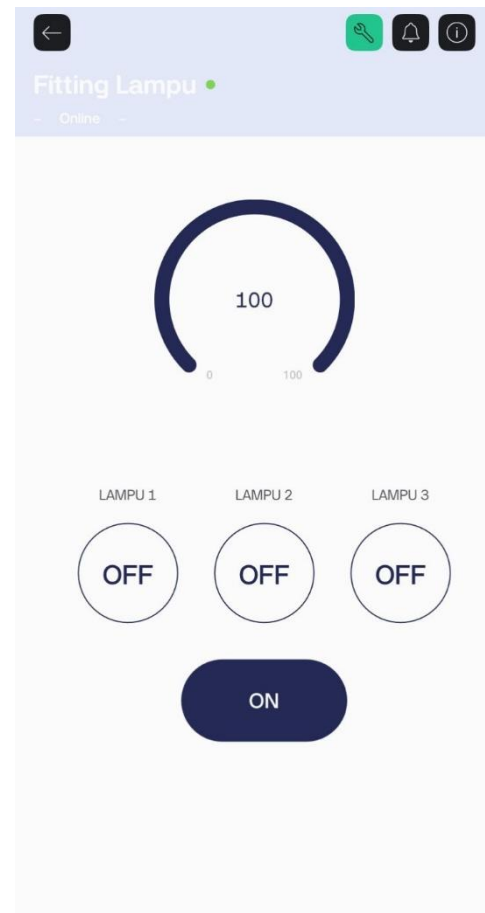 Fitting Lampu
- Online -
100
0 100
LAMPU 1 LAMPU 2 LAMPU 3
OFF OFF OFF
ON